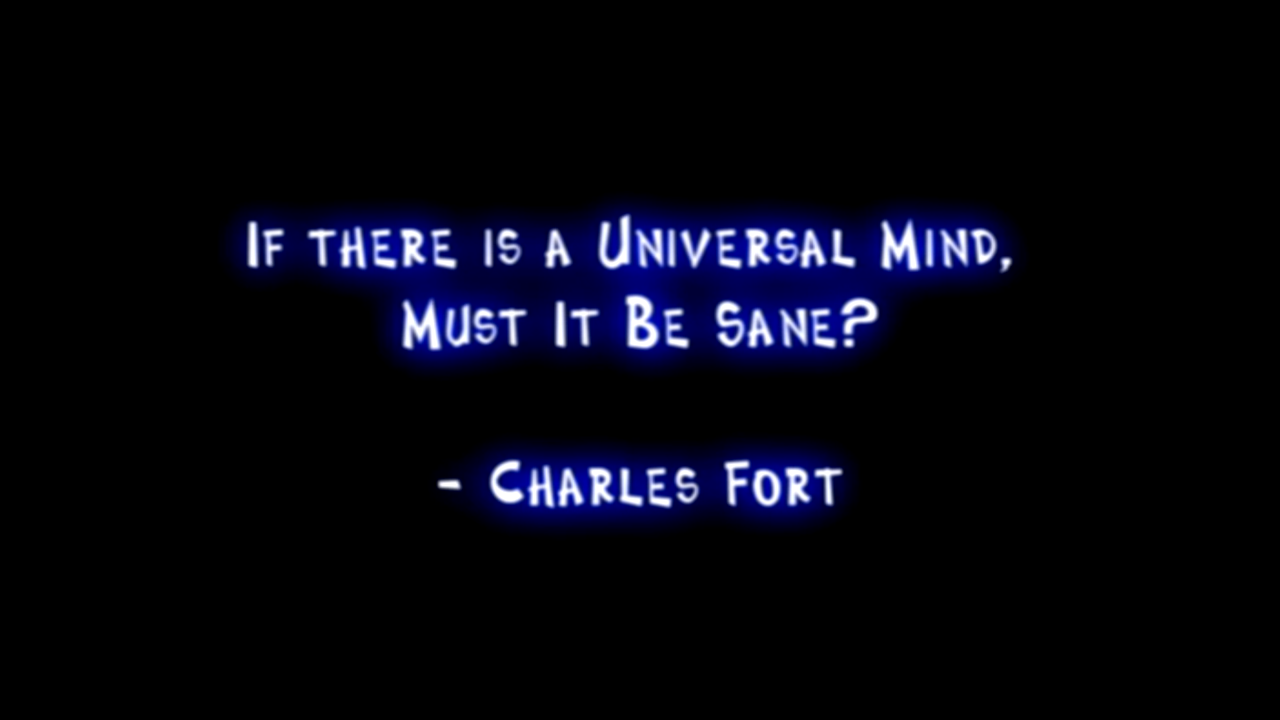 If there is a Universal Mind,
Must It Be Sane?
- Charles Fort